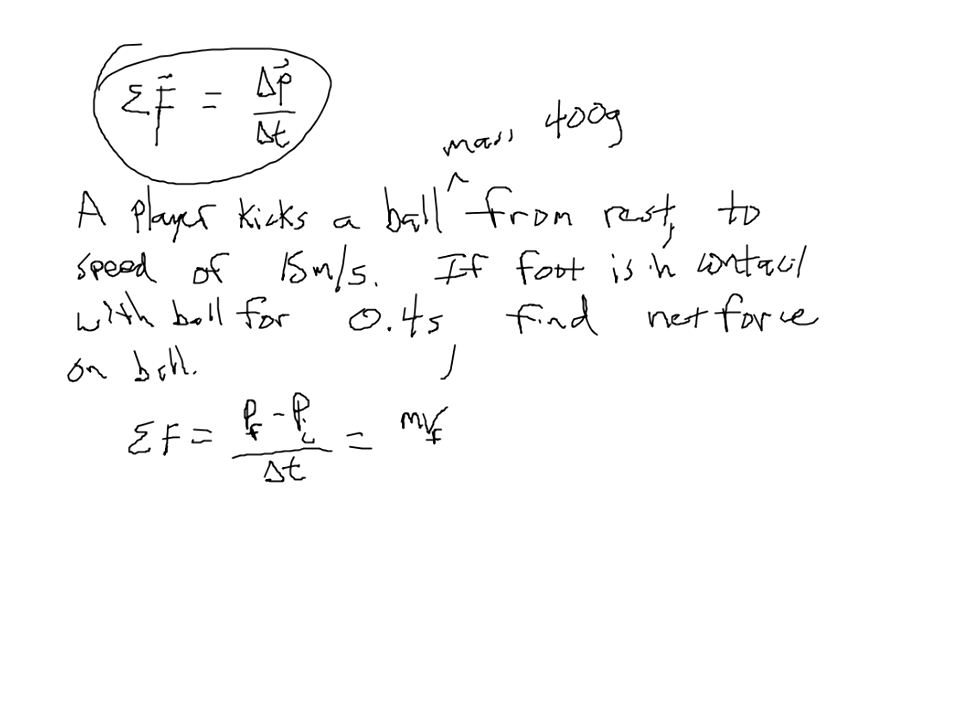 ΣF⃗ = Δp⃗/Δt
mass 400g
A player kicks a ball ^ from rest, to
speed of 15m/s. If foot is in contact
with ball for 0.4s, find net force
on ball.
ΣF = (Pf - Pi)/Δt = mVf